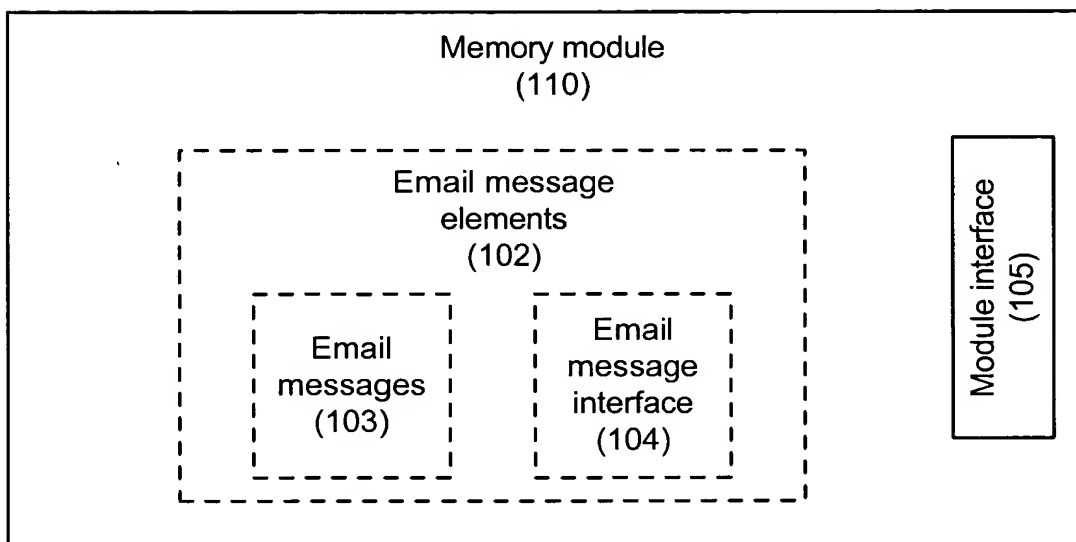 Memory module
(110)
Email message
elements
(102)
Email
messages
(103)
Email
message
interface
(104)
Module interface
(105)